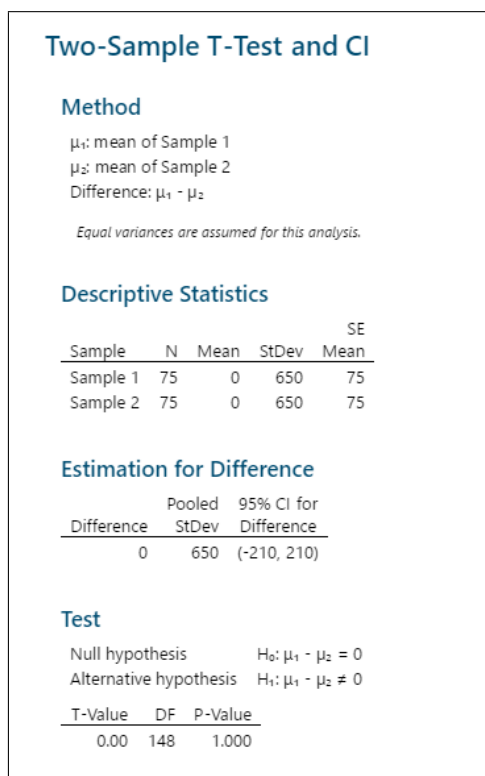 Two-Sample T-Test and CI
Method
μ₁: mean of Sample 1
μ₂: mean of Sample 2
Difference: μ₁ - μ₂
Equal variances are assumed for this analysis.
Descriptive Statistics
SE
Sample N Mean StDev Mean
Sample 1 75 0 650 75
Sample 2 75 0 650 75
Estimation for Difference
Pooled 95% CI for
Difference StDev Difference
0 650 (-210, 210)
Test
Null hypothesis H₀: μ₁ - μ₂ = 0
Alternative hypothesis H₁: μ₁ - μ₂ ≠ 0
T-Value DF P-Value
0.00 148 1.000